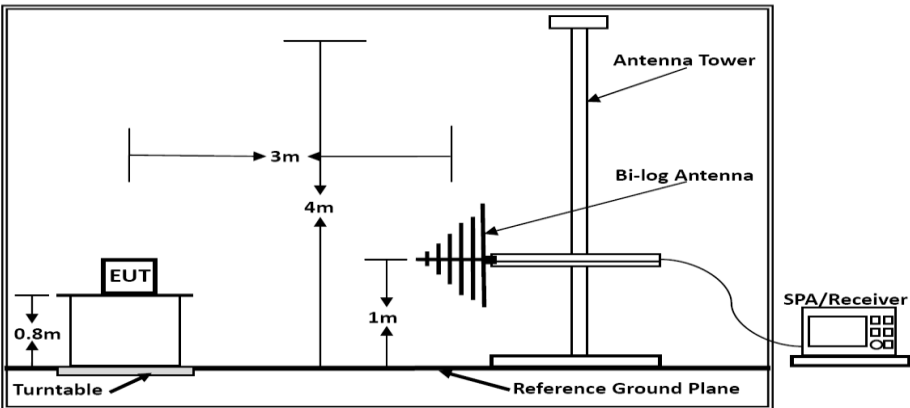 Antenna Tower
3m
Bi-log Antenna
4m
EUT
SPA/Receiver
1m
0.8m
Turntable
Reference Ground Plane